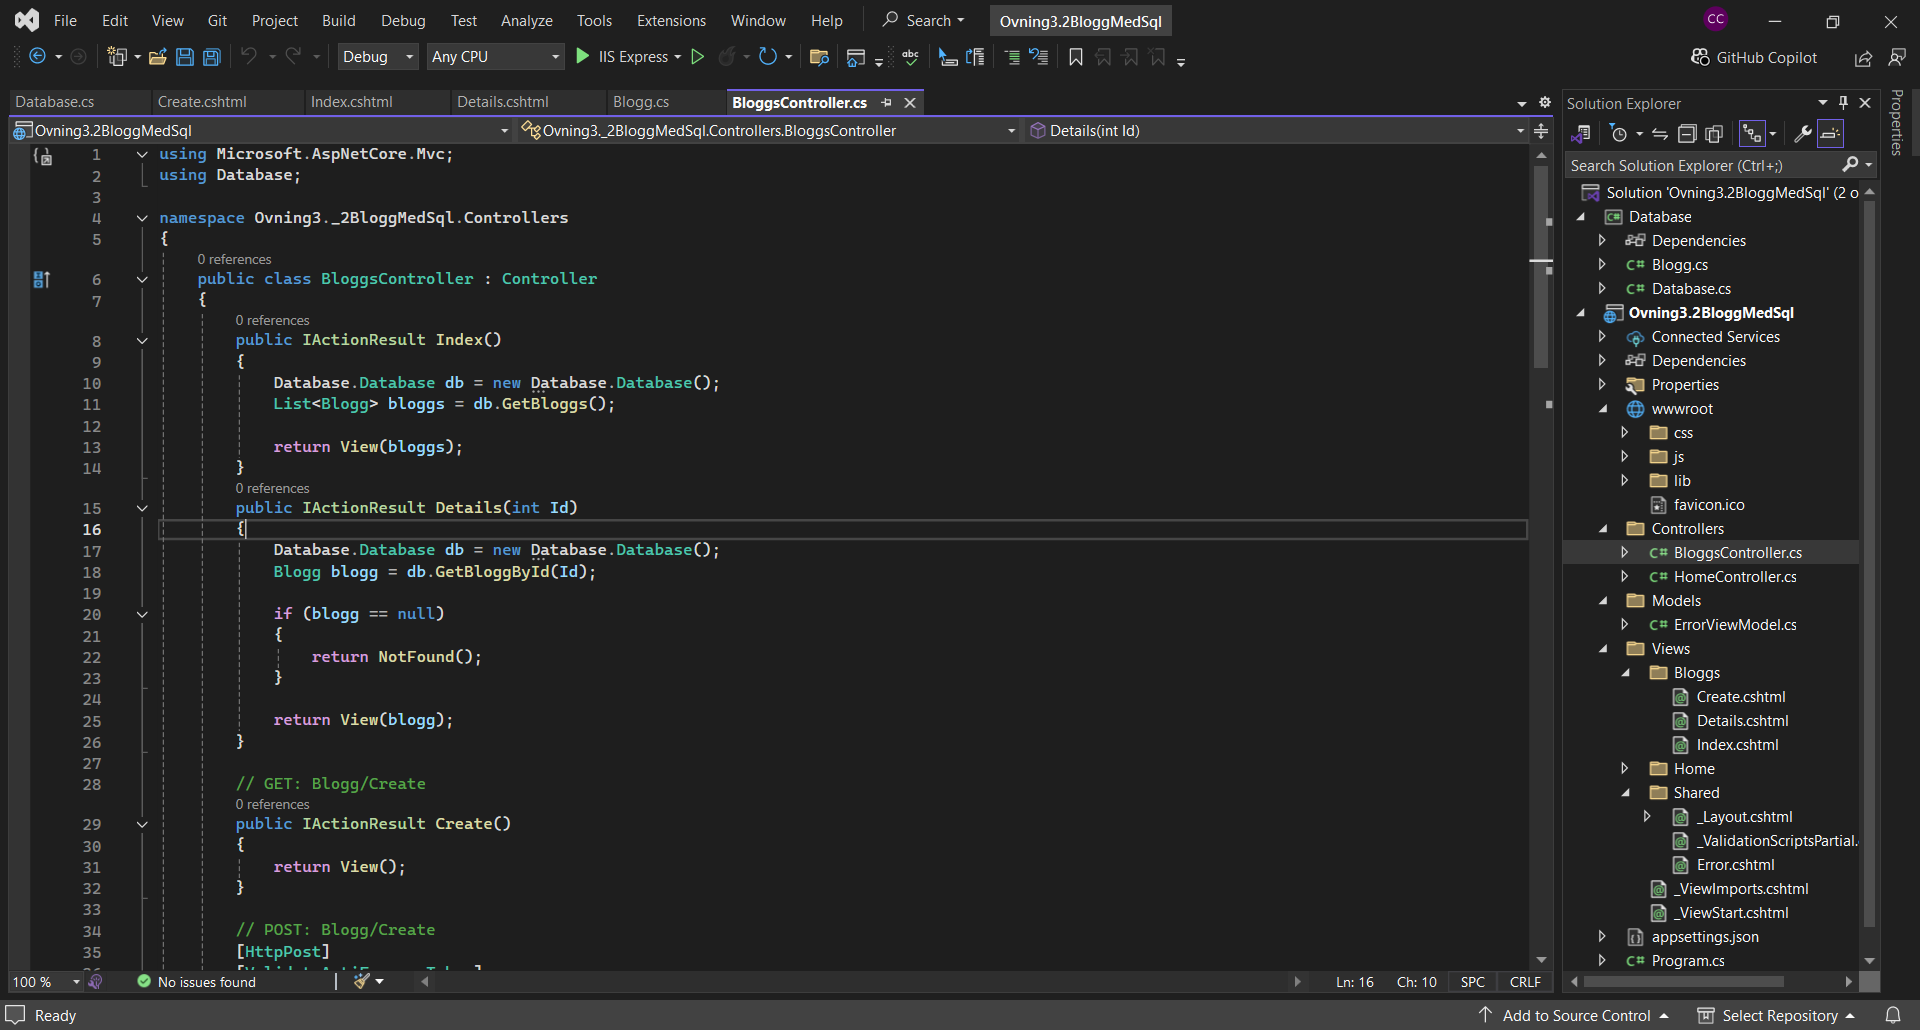 File Edit View Git Project Build Debug Test Analyze Tools Extensions Window Help Search Ovning3.2BloggMedSql CC
Debug Any CPU IIS Express abc GitHub Copilot
Database.cs Create.cshtml Index.cshtml Details.cshtml Blogg.cs BloggsController.cs
Ovning3.2BloggMedSql Ovning3._2BloggMedSql.Controllers.BloggsController Details(int Id)
1 using Microsoft.AspNetCore.Mvc;
2 using Database;
3
4 namespace Ovning3._2BloggMedSql.Controllers
5 {
0 references
6 public class BloggsController : Controller
7 {
0 references
8 public IActionResult Index()
9 {
10 Database.Database db = new Database.Database();
11 List<Blogg> bloggs = db.GetBloggs();
12
13 return View(bloggs);
14 }
0 references
15 public IActionResult Details(int Id)
16 {
17 Database.Database db = new Database.Database();
18 Blogg blogg = db.GetBloggById(Id);
19
20 if (blogg == null)
21 {
22 return NotFound();
23 }
24
25 return View(blogg);
26 }
27
28 // GET: Blogg/Create
0 references
29 public IActionResult Create()
30 {
31 return View();
32 }
33
34 // POST: Blogg/Create
35 [HttpPost]
100 % No issues found Ln: 16 Ch: 10 SPC CRLF
Solution Explorer
Search Solution Explorer (Ctrl+;)
Solution 'Ovning3.2BloggMedSql' (2 o
Database
Dependencies
C# Blogg.cs
C# Database.cs
Ovning3.2BloggMedSql
Connected Services
Dependencies
Properties
wwwroot
css
js
lib
favicon.ico
Controllers
C# BloggsController.cs
C# HomeController.cs
Models
C# ErrorViewModel.cs
Views
Bloggs
Create.cshtml
Details.cshtml
Index.cshtml
Home
Shared
_Layout.cshtml
_ValidationScriptsPartial.
Error.cshtml
_ViewImports.cshtml
_ViewStart.cshtml
appsettings.json
C# Program.cs
Properties
Ready Add to Source Control Select Repository